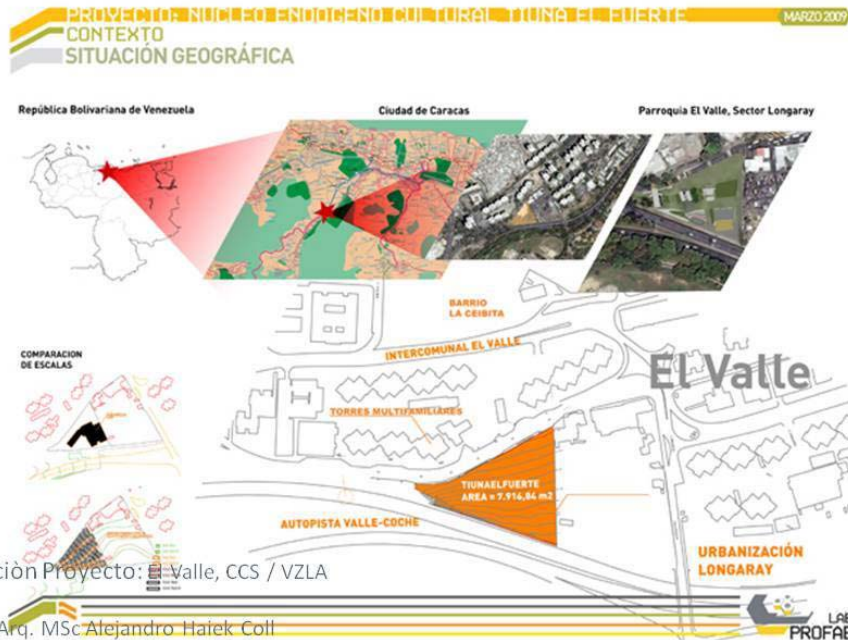 PROYECTO: NUCLEO ENDOGENO CULTURAL TIUNA EL FUERTE
MARZO 2009
CONTEXTO
SITUACIÓN GEOGRÁFICA
República Bolivariana de Venezuela
Ciudad de Caracas
Parroquia El Valle, Sector Longaray
BARRIO
LA CEIBITA
INTERCOMUNAL EL VALLE
El Valle
COMPARACION
DE ESCALAS
TORRES MULTIFAMILIARES
TIUNAELFUERTE
AREA = 7.916,84 m2
AUTOPISTA VALLE-COCHE
URBANIZACIÓN
LONGARAY
ciòn Proyecto: El Valle, CCS / VZLA
Arq. MSc Alejandro Haiek Coll
LAB
PROFAB